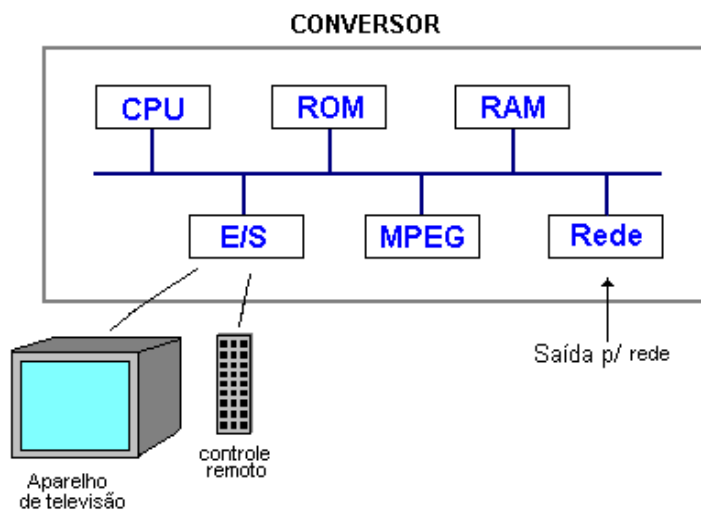 CONVERSOR
CPU
ROM
RAM
E/S
MPEG
Rede
Saída p/ rede
controle
remoto
Aparelho
de televisão